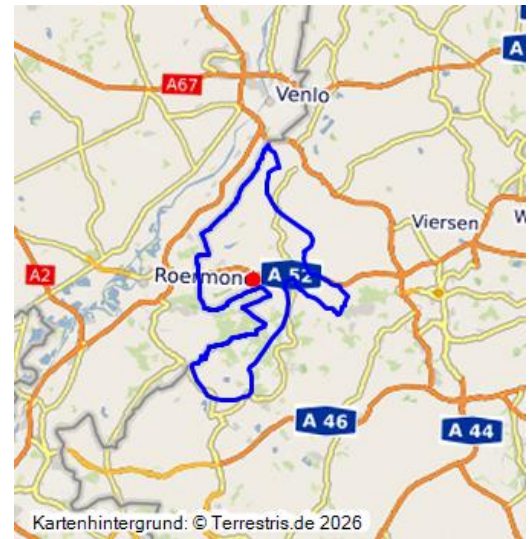 A
A67
Venlo
Viersen
W
A2
Roermon
A 52
A 46
A 44
Kartenhintergrund: © Terrestris.de 2026